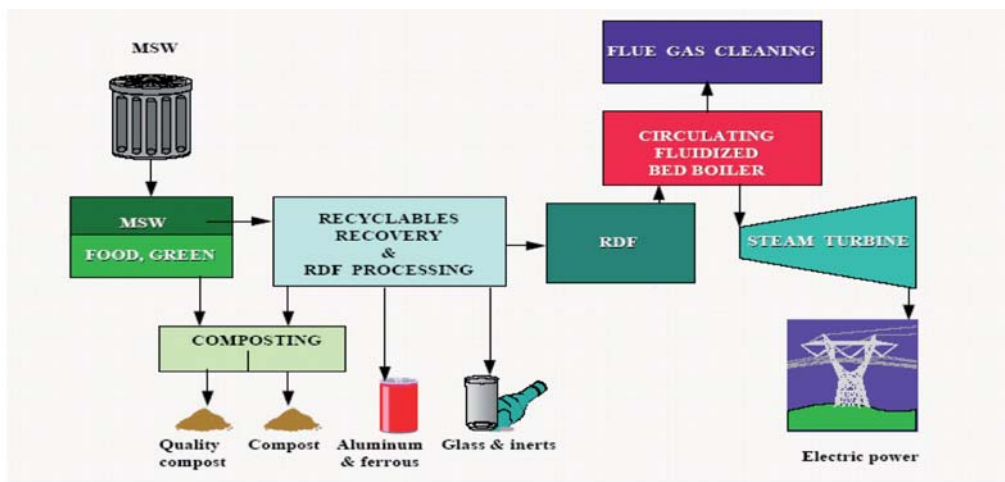 MSW
FLUE GAS CLEANING
CIRCULATING
FLUIDIZED
BED BOILER
MSW
FOOD, GREEN
RECYCLABLES
RECOVERY
&
RDF PROCESSING
RDF
STEAM TURBINE
COMPOSTING
Quality
compost
Compost
Aluminum
& ferrous
Glass & inerts
Electric power